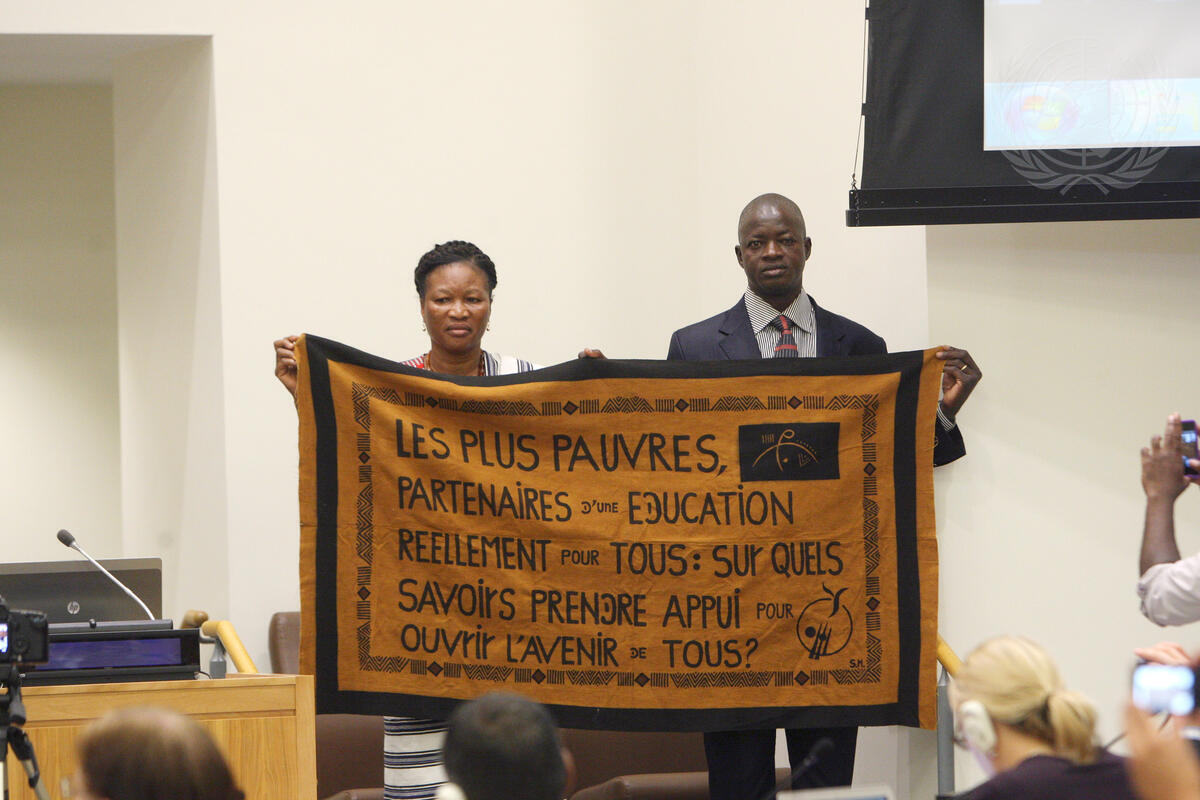 LES PLUS PAUVRES,
PARTENAIRES D'UNE EDUCATION
REELLEMENT POUR TOUS: SUR QUELS
SAVOIRS PRENDRE APPUI POUR
OUVRIR L'AVENIR DE TOUS?
S.M.
hp